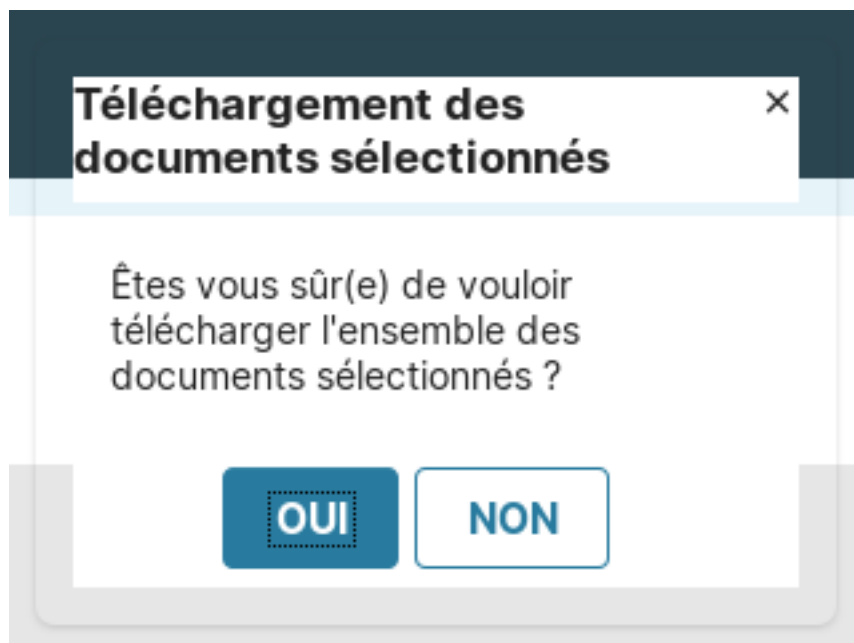 Téléchargement des
documents sélectionnés
×
Êtes vous sûr(e) de vouloir
télécharger l'ensemble des
documents sélectionnés ?
OUI
NON